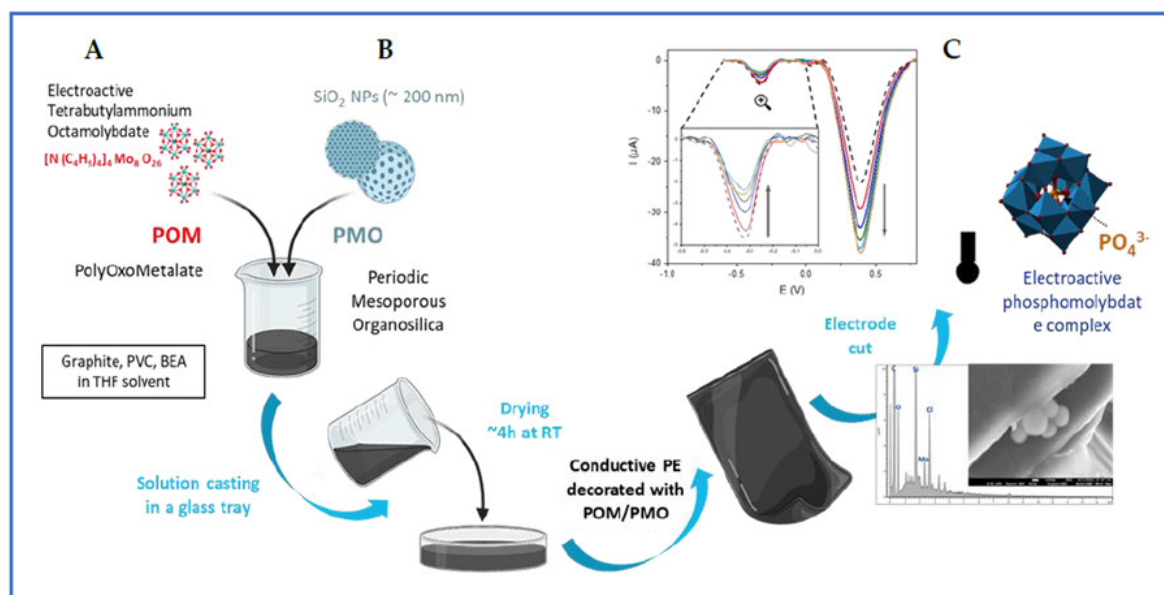 A
Electroactive
Tetrabutylammonium
Octamolybdate
[N (C₄H₉)₄]₄ Mo₈ O₂₆
POM
PolyOxoMetalate
B
SiO₂ NPs (~ 200 nm)
PMO
Periodic
Mesoporous
Organosilica
Graphite, PVC, BEA
in THF solvent
Solution casting
in a glass tray
Drying
~4h at RT
Conductive PE
decorated with
POM/PMO
Electrode
cut
C
I (µA)
0
-10
-20
-30
-40
-1.0
-0.5
0.0
0.5
E (V)
PO₄³⁻
Electroactive
phosphomolybdat
e complex
C
O
Si
Mo
Cl